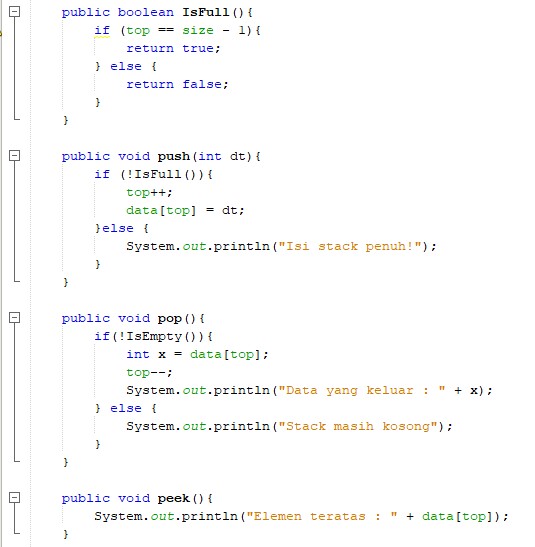 public boolean IsFull(){
if (top == size - 1){
return true;
} else {
return false;
}
}
public void push(int dt){
if (!IsFull()){
top++;
data[top] = dt;
}else {
System.out.println("Isi stack penuh!");
}
}
public void pop(){
if(!IsEmpty()){
int x = data[top];
top--;
System.out.println("Data yang keluar : " + x);
} else {
System.out.println("Stack masih kosong");
}
}
public void peek(){
System.out.println("Elemen teratas : " + data[top]);
}